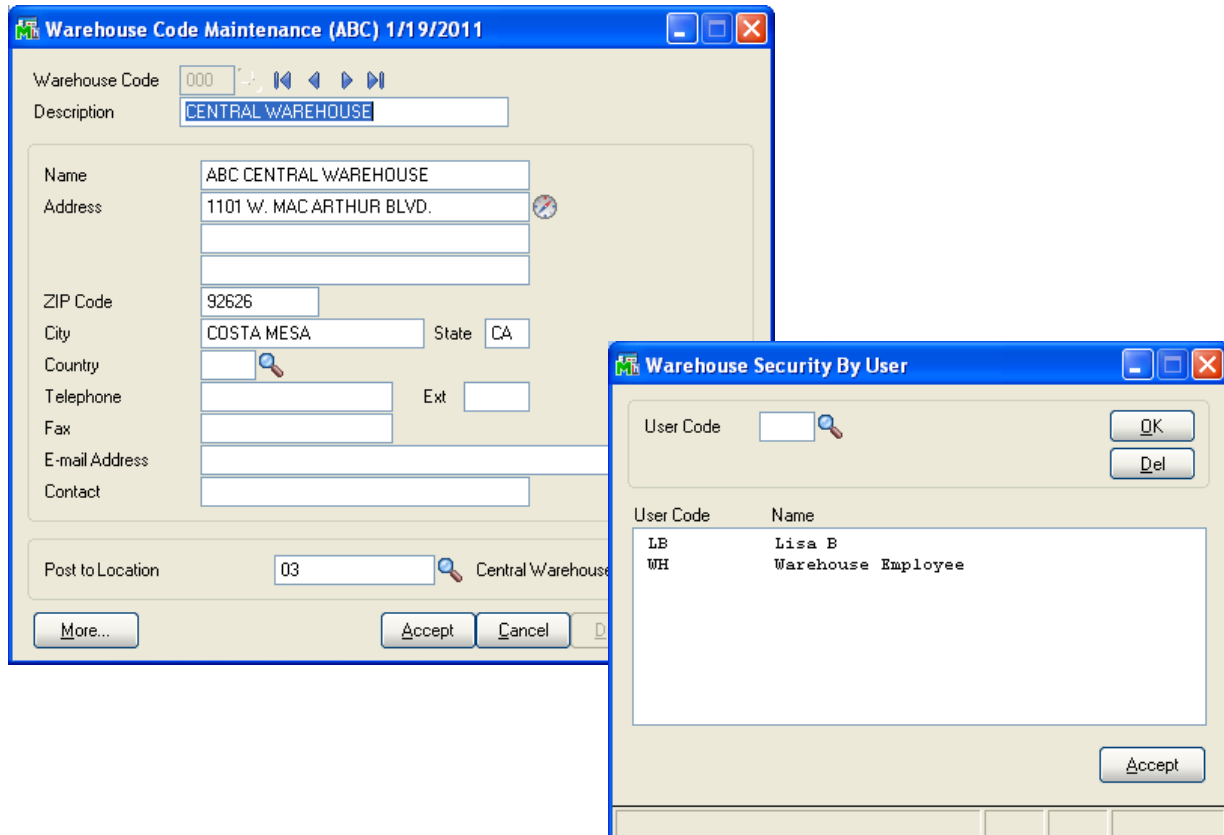 Warehouse Code Maintenance (ABC) 1/19/2011
Warehouse Code 000
Description CENTRAL WAREHOUSE
Name ABC CENTRAL WAREHOUSE
Address 1101 W. MAC ARTHUR BLVD.
ZIP Code 92626
City COSTA MESA State CA
Country
Telephone Ext
Fax
E-mail Address
Contact
Post to Location 03 Central Warehouse
More... Accept Cancel D
Warehouse Security By User
User Code OK
Del
User Code Name
LB Lisa B
WH Warehouse Employee
Accept